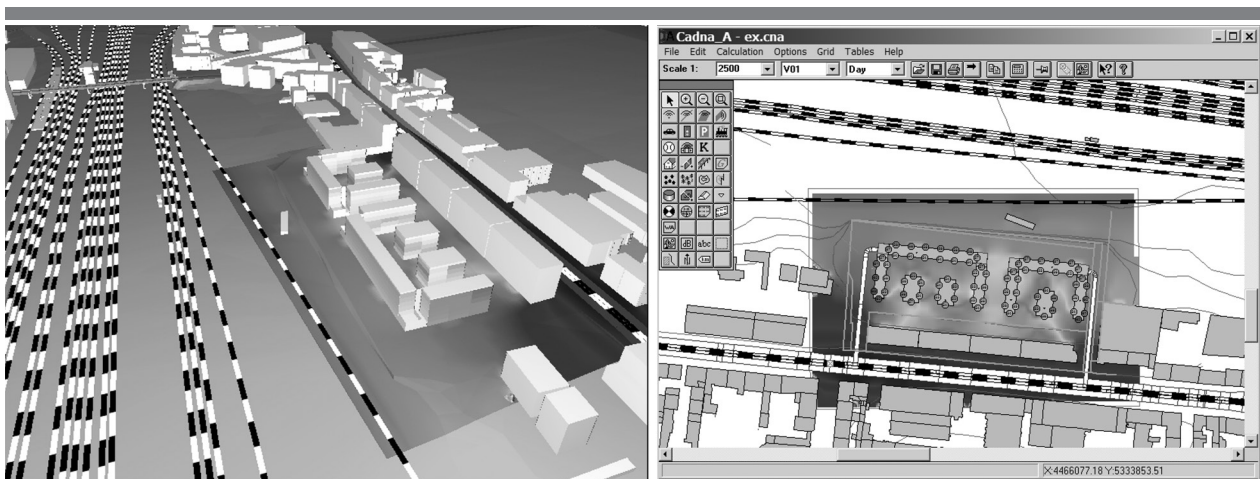 Cadna_A - ex.cna
File Edit Calculation Options Grid Tables Help
Scale 1: 2500 V01 Day
P
K
dB abc
X:4466077.18 Y:5333853.51